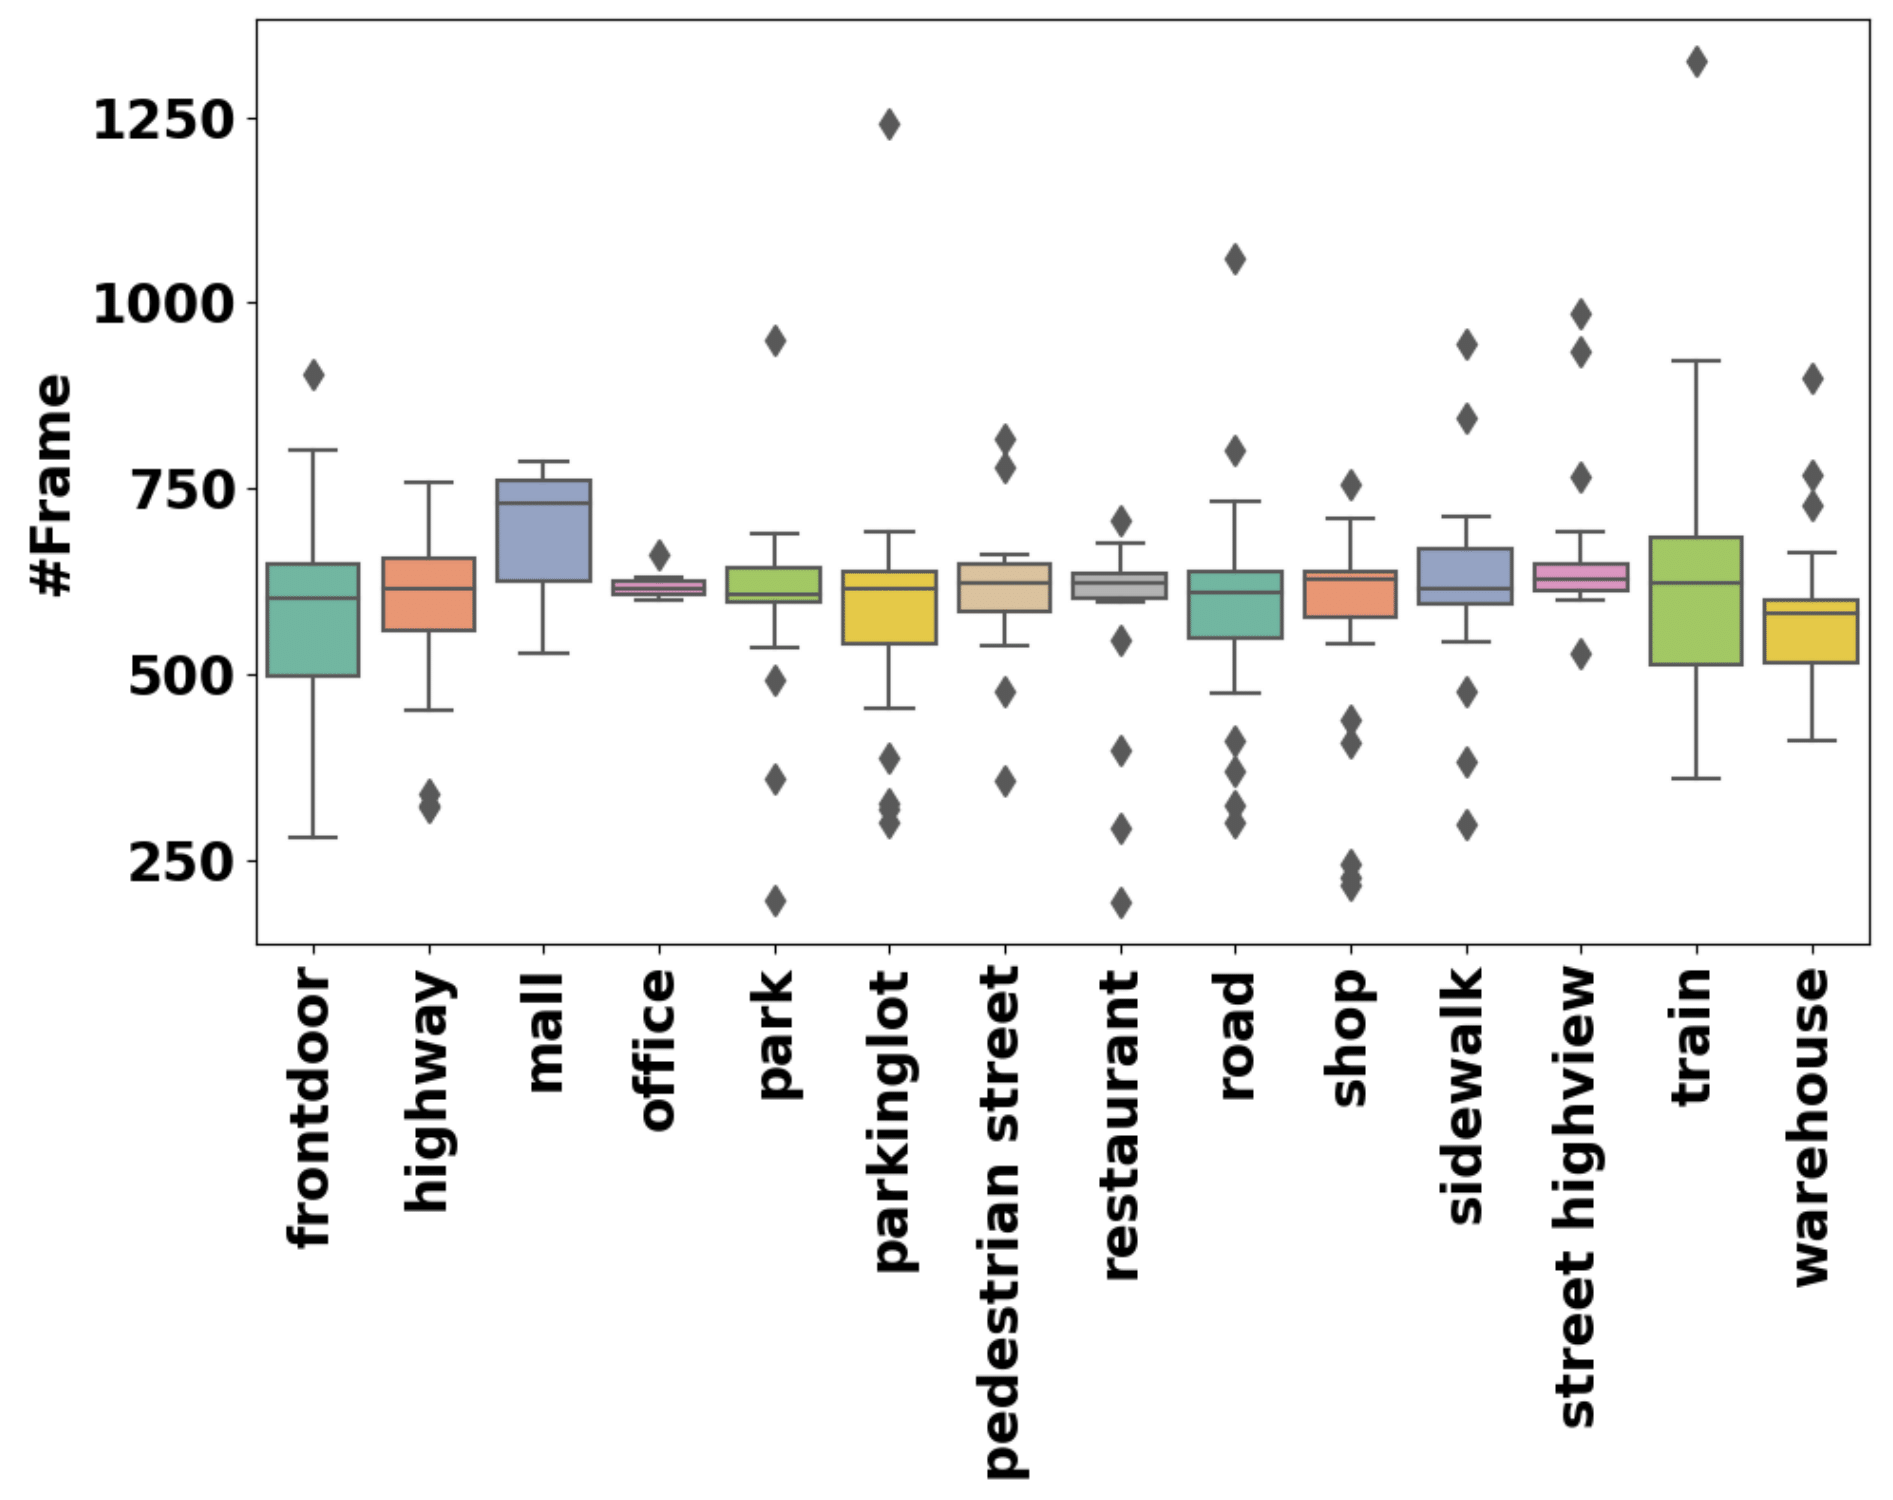 #Frame
1250
1000
750
500
250
frontdoor
highway
mall
office
park
parkinglot
pedestrian street
restaurant
road
shop
sidewalk
street highview
train
warehouse